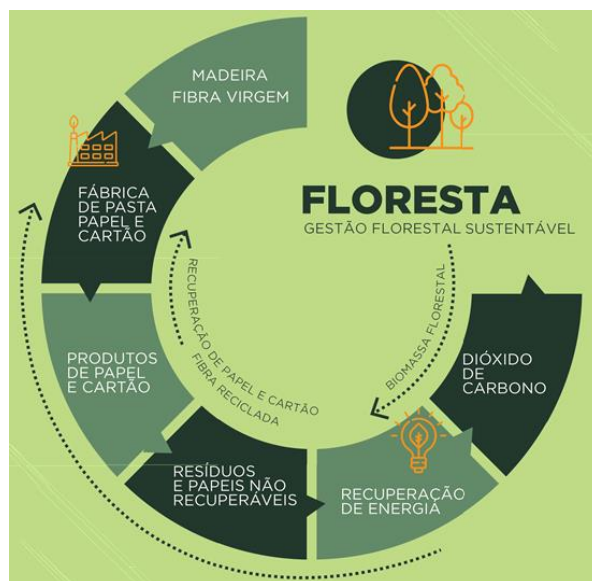 MADEIRA
FIBRA VIRGEM
FLORESTA
GESTÃO FLORESTAL SUSTENTÁVEL
FÁBRICA
DE PASTA
PAPEL E
CARTÃO
PRODUTOS
DE PAPEL
E CARTÃO
RECUPERAÇÃO DE PAPEL E CARTÃO
FIBRA RECICLADA
RESÍDUOS
E PAPEIS NÃO
RECUPERÁVEIS
RECUPERAÇÃO
DE ENERGIA
BIOMASSA FLORESTAL
DIÓXIDO
DE
CARBONO